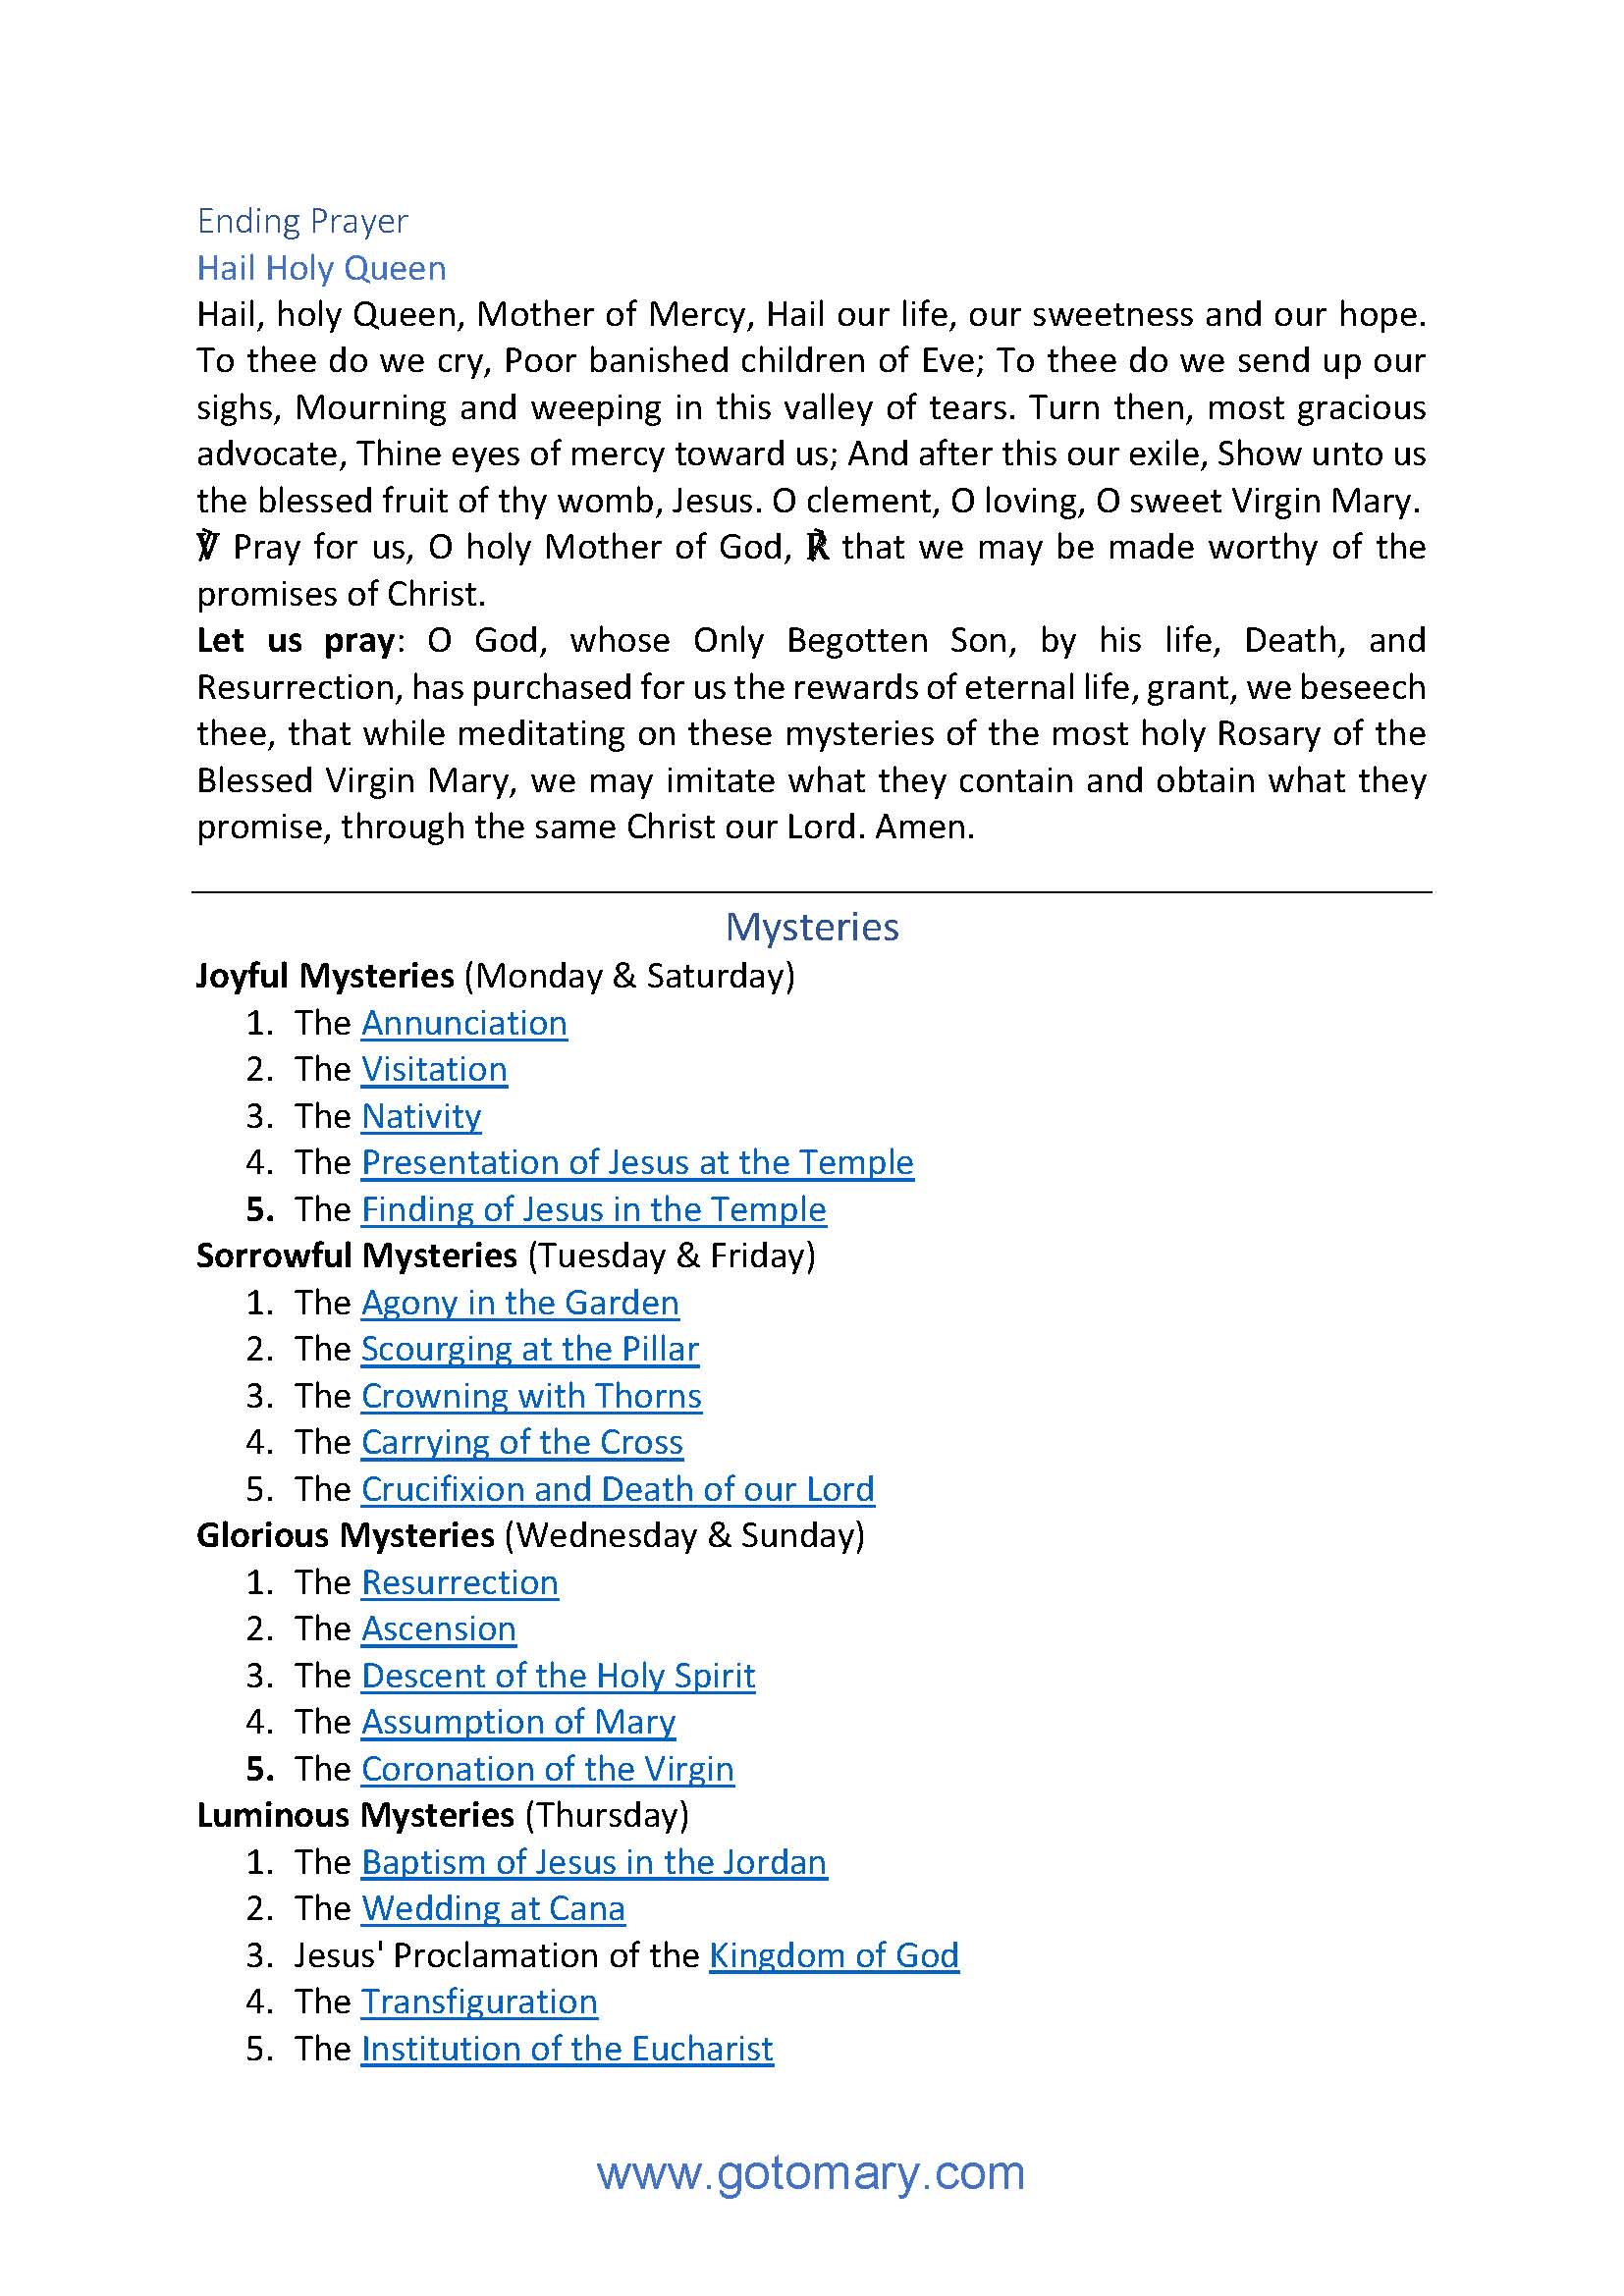 Ending Prayer
Hail Holy Queen
Hail, holy Queen, Mother of Mercy, Hail our life, our sweetness and our hope.
To thee do we cry, Poor banished children of Eve; To thee do we send up our
sighs, Mourning and weeping in this valley of tears. Turn then, most gracious
advocate, Thine eyes of mercy toward us; And after this our exile, Show unto us
the blessed fruit of thy womb, Jesus. O clement, O loving, O sweet Virgin Mary.
℣ Pray for us, O holy Mother of God, ℟ that we may be made worthy of the
promises of Christ.
Let us pray: O God, whose Only Begotten Son, by his life, Death, and
Resurrection, has purchased for us the rewards of eternal life, grant, we beseech
thee, that while meditating on these mysteries of the most holy Rosary of the
Blessed Virgin Mary, we may imitate what they contain and obtain what they
promise, through the same Christ our Lord. Amen.
Mysteries
Joyful Mysteries (Monday & Saturday)
1. The Annunciation
2. The Visitation
3. The Nativity
4. The Presentation of Jesus at the Temple
5. The Finding of Jesus in the Temple
Sorrowful Mysteries (Tuesday & Friday)
1. The Agony in the Garden
2. The Scourging at the Pillar
3. The Crowning with Thorns
4. The Carrying of the Cross
5. The Crucifixion and Death of our Lord
Glorious Mysteries (Wednesday & Sunday)
1. The Resurrection
2. The Ascension
3. The Descent of the Holy Spirit
4. The Assumption of Mary
5. The Coronation of the Virgin
Luminous Mysteries (Thursday)
1. The Baptism of Jesus in the Jordan
2. The Wedding at Cana
3. Jesus' Proclamation of the Kingdom of God
4. The Transfiguration
5. The Institution of the Eucharist
www.gotomary.com